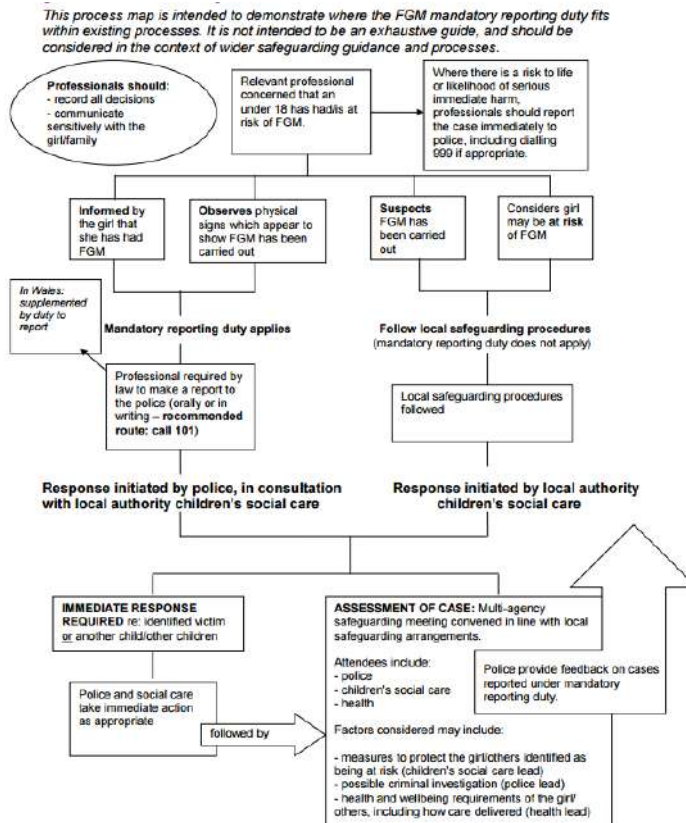 This process map is intended to demonstrate where the FGM mandatory reporting duty fits
within existing processes. It is not intended to be an exhaustive guide, and should be
considered in the context of wider safeguarding guidance and processes.
Professionals should:
- record all decisions
- communicate
sensitively with the
girl/family
Relevant professional
concerned that an
under 18 has had/is at
risk of FGM.
Where there is a risk to life
or likelihood of serious
immediate harm,
professionals should report
the case immediately to
police, including dialling
999 if appropriate.
Informed by
the girl that
she has had
FGM
Observes physical
signs which appear to
show FGM has been
carried out
Suspects
FGM has
been carried
out
Considers girl
may be at risk
of FGM
In Wales:
supplemented
by duty to
report
Mandatory reporting duty applies
Follow local safeguarding procedures
(mandatory reporting duty does not apply)
Professional required by
law to make a report to
the police (orally or in
writing – recommended
route: call 101)
Local safeguarding procedures
followed
Response initiated by police, in consultation
with local authority children's social care
Response initiated by local authority
children's social care
IMMEDIATE RESPONSE
REQUIRED re: identified victim
or another child/other children
Police and social care
take immediate action
as appropriate
followed by
ASSESSMENT OF CASE: Multi-agency
safeguarding meeting convened in line with local
safeguarding arrangements.
Attendees include:
- police
- children's social care
- health
Factors considered may include:
- measures to protect the girl/others identified as
being at risk (children's social care lead)
- possible criminal investigation (police lead)
- health and wellbeing requirements of the girl/
others, including how care delivered (health lead)
Police provide feedback on cases
reported under mandatory
reporting duty.